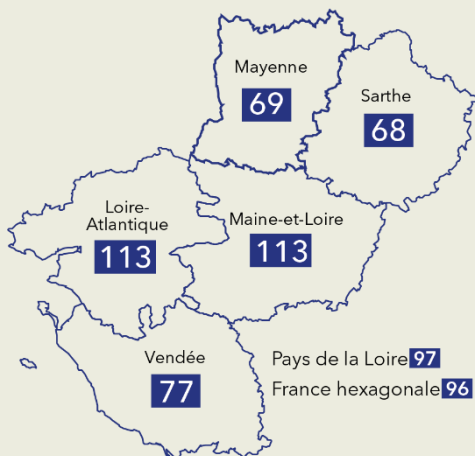 Mayenne
69
Sarthe
68
Loire-
Atlantique
113
Maine-et-Loire
113
Vendée
77
Pays de la Loire 97
France hexagonale 96